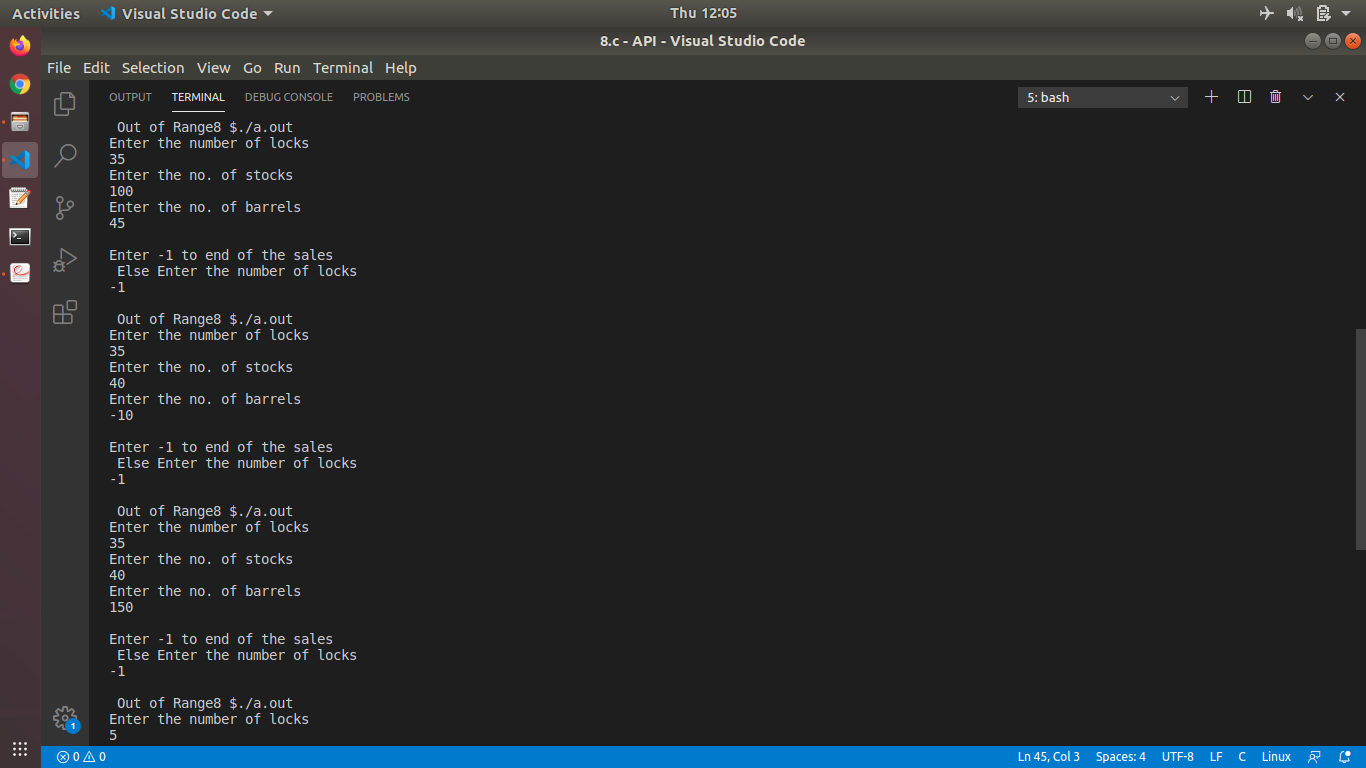 Activities Visual Studio Code Thu 12:05
8.c - API - Visual Studio Code
File Edit Selection View Go Run Terminal Help
OUTPUT TERMINAL DEBUG CONSOLE PROBLEMS 5: bash
Out of Range8 $./a.out
Enter the number of locks
35
Enter the no. of stocks
100
Enter the no. of barrels
45
Enter -1 to end of the sales
Else Enter the number of locks
-1
Out of Range8 $./a.out
Enter the number of locks
35
Enter the no. of stocks
40
Enter the no. of barrels
-10
Enter -1 to end of the sales
Else Enter the number of locks
-1
Out of Range8 $./a.out
Enter the number of locks
35
Enter the no. of stocks
40
Enter the no. of barrels
150
Enter -1 to end of the sales
Else Enter the number of locks
-1
Out of Range8 $./a.out
Enter the number of locks
5
1
0 0 Ln 45, Col 3 Spaces: 4 UTF-8 LF C Linux